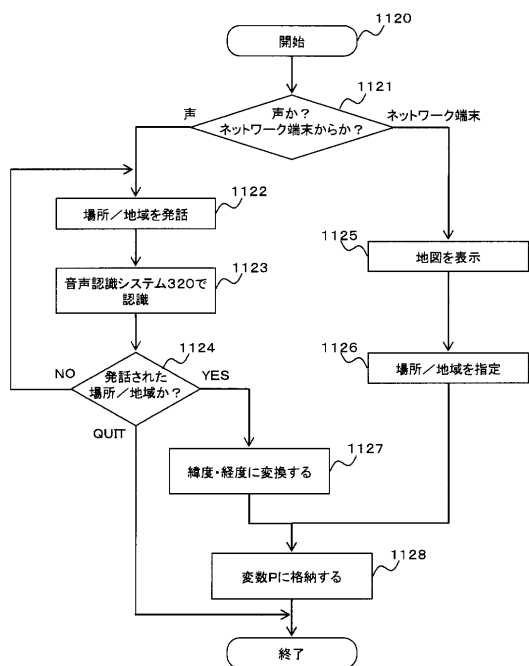 開始
1120
声か?
ネットワーク端末からか?
1121
声
ネットワーク端末
場所/地域を発話
1122
音声認識システム320で
認識
1123
発話された
場所/地域か?
1124
NO
YES
QUIT
地図を表示
1125
場所/地域を指定
1126
緯度・経度に変換する
1127
変数Pに格納する
1128
終了